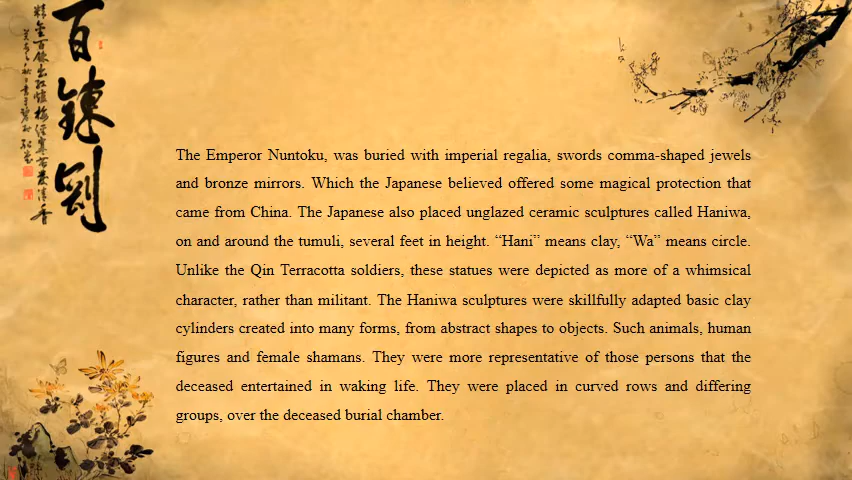 百鍊剛
The Emperor Nuntoku, was buried with imperial regalia, swords comma-shaped jewels
and bronze mirrors. Which the Japanese believed offered some magical protection that
came from China. The Japanese also placed unglazed ceramic sculptures called Haniwa,
on and around the tumuli, several feet in height. “Hani” means clay, “Wa” means circle.
Unlike the Qin Terracotta soldiers, these statues were depicted as more of a whimsical
character, rather than militant. The Haniwa sculptures were skillfully adapted basic clay
cylinders created into many forms, from abstract shapes to objects. Such animals, human
figures and female shamans. They were more representative of those persons that the
deceased entertained in waking life. They were placed in curved rows and differing
groups, over the deceased burial chamber.